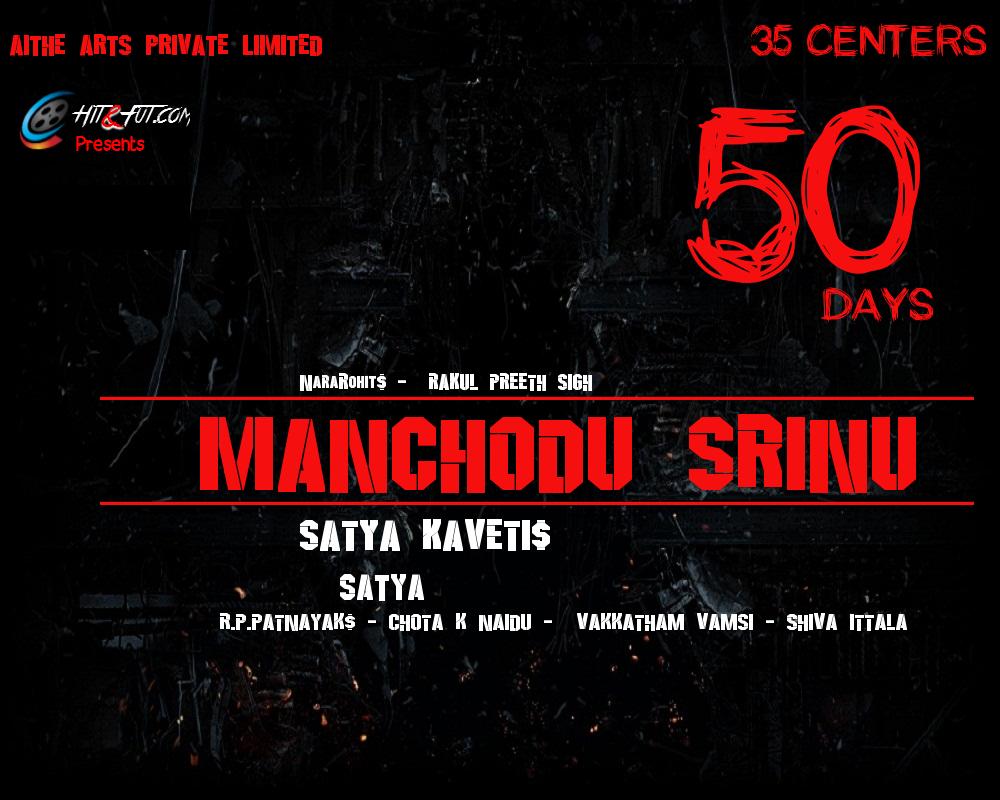 AITHE ARTS PRIVATE LIIMITED
35 CENTERS
HIT&FUT.COM
Presents
50
DAYS
NARAROHIT$ - RAKUL PREETH SIGH
MANCHODU SRINU
SATYA KAVETI$
SATYA
R.P.PATNAYAK$ - CHOTA K NAIDU - VAKKATHAM VAMSI - SHIVA ITTALA